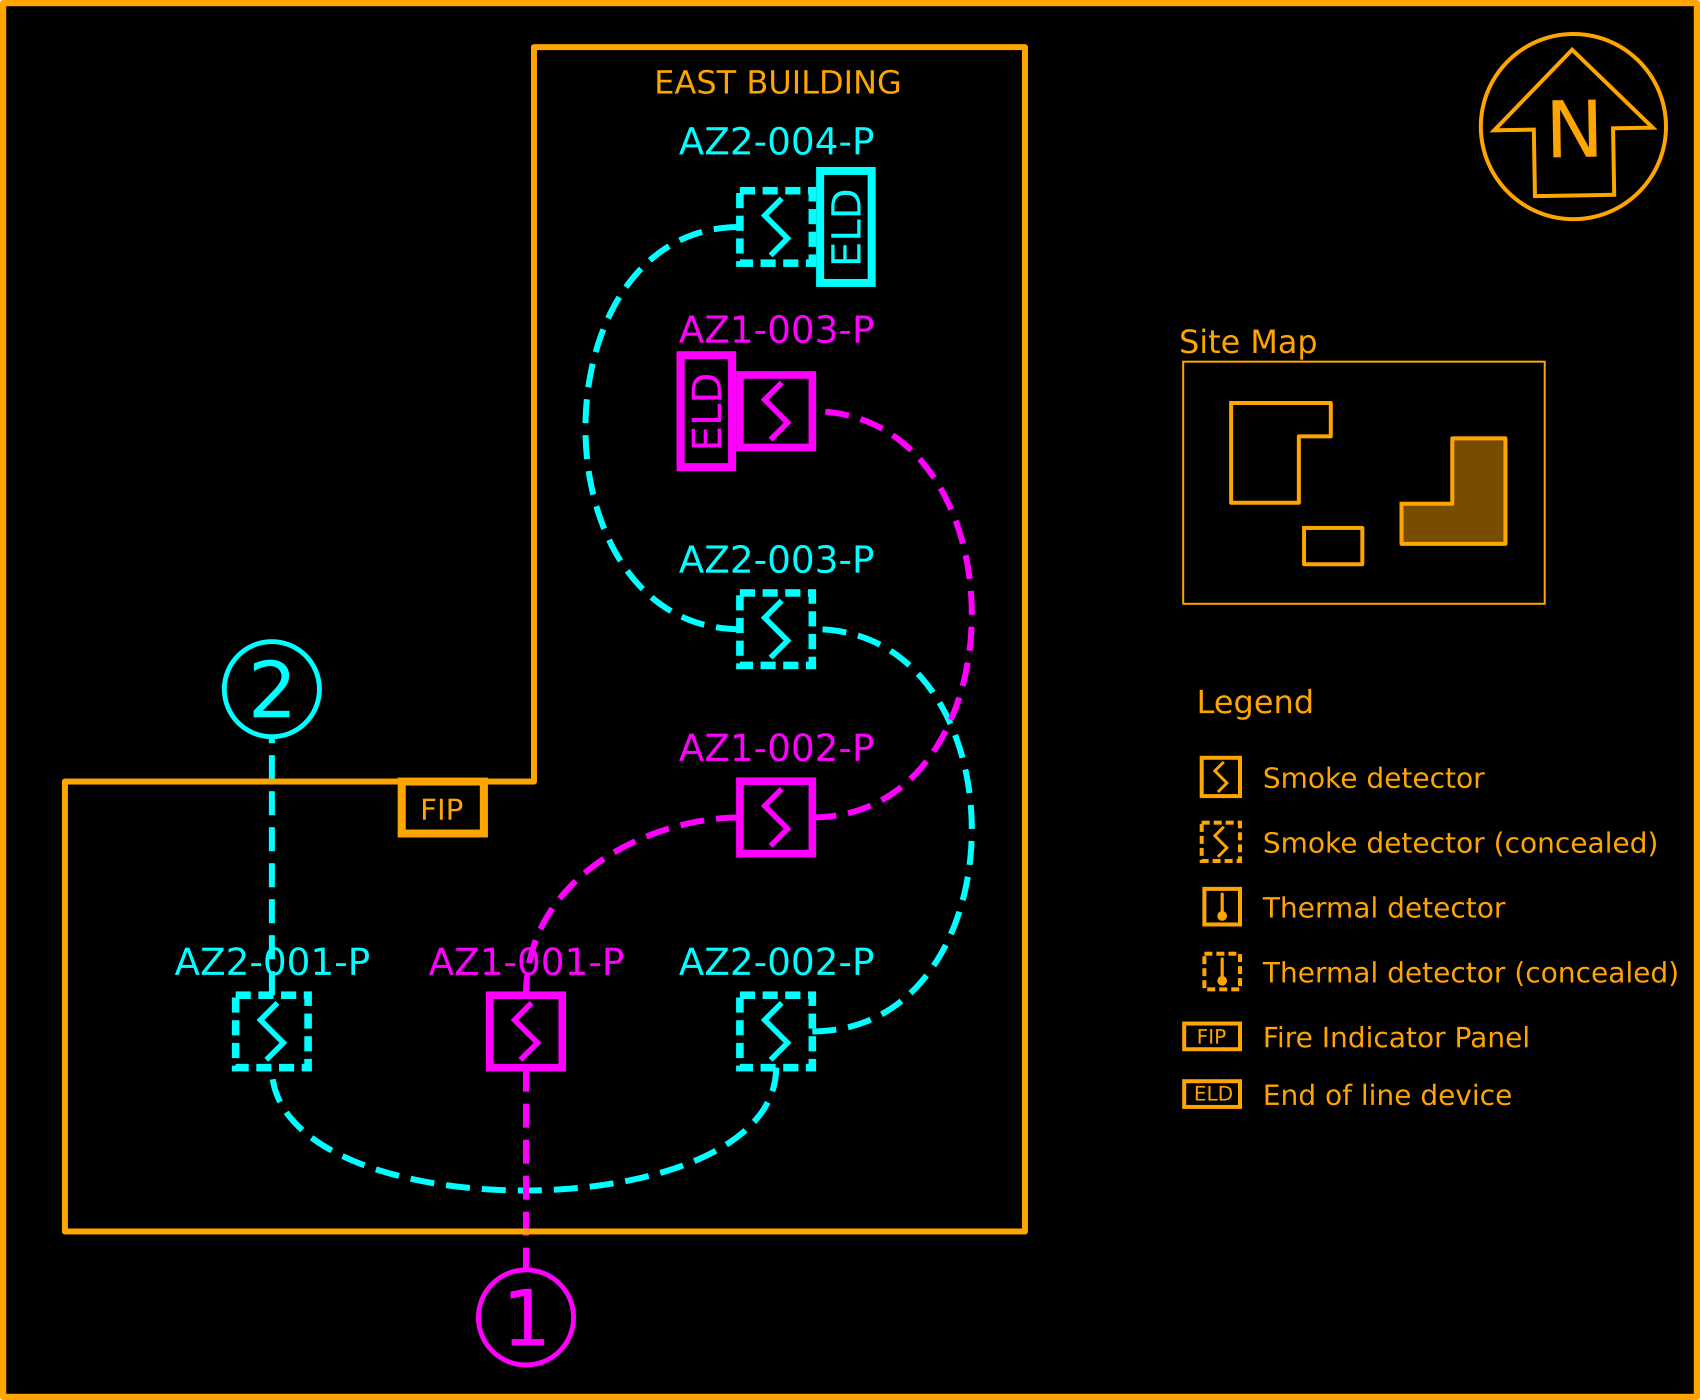 EAST BUILDING
N
AZ2-004-P
ELD
AZ1-003-P
ELD
AZ2-003-P
2
AZ1-002-P
FIP
AZ2-001-P
AZ1-001-P
AZ2-002-P
1
Site Map
Legend
Smoke detector
Smoke detector (concealed)
Thermal detector
Thermal detector (concealed)
FIP Fire Indicator Panel
ELD End of line device